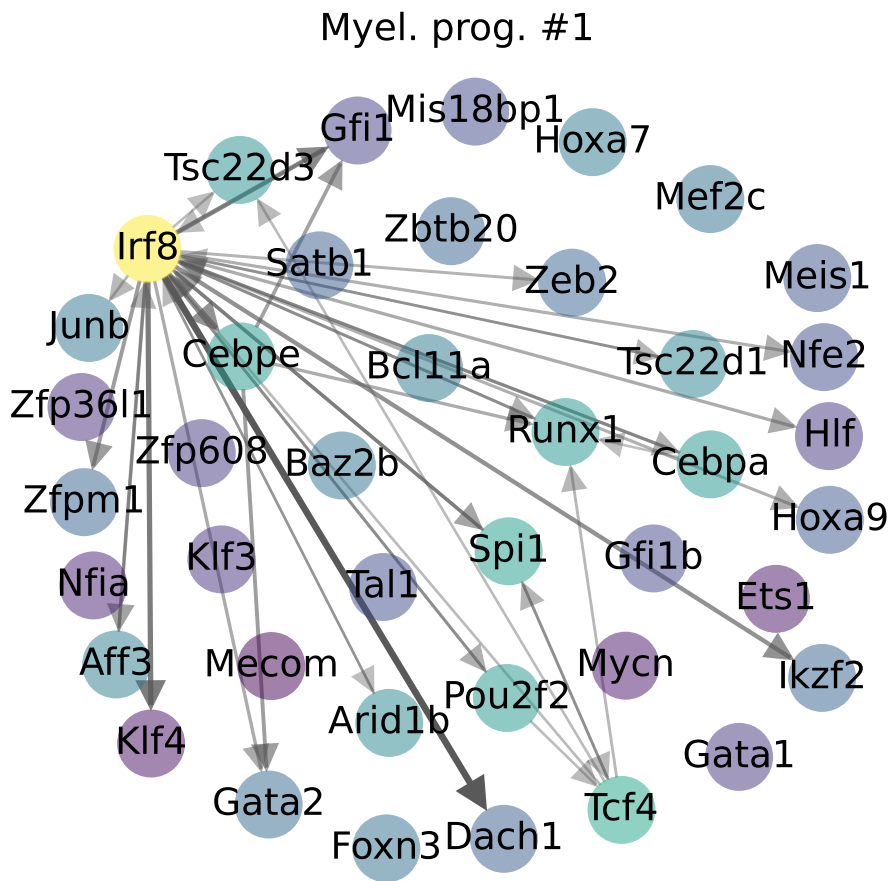 Myel. prog. #1
Mis18bp1
Gfi1
Hoxa7
Tsc22d3
Mef2c
Zbtb20
Irf8
Satb1
Zeb2
Meis1
Junb
Cebpe
Bcl11a
Tsc22d1
Nfe2
Zfp36l1
Runx1
Hlf
Zfp608
Baz2b
Cebpa
Zfpm1
Hoxa9
Spi1
Gfi1b
Klf3
Nfia
Tal1
Ets1
Aff3
Mecom
Mycn
Ikzf2
Pou2f2
Arid1b
Klf4
Gata1
Gata2
Tcf4
Foxn3
Dach1